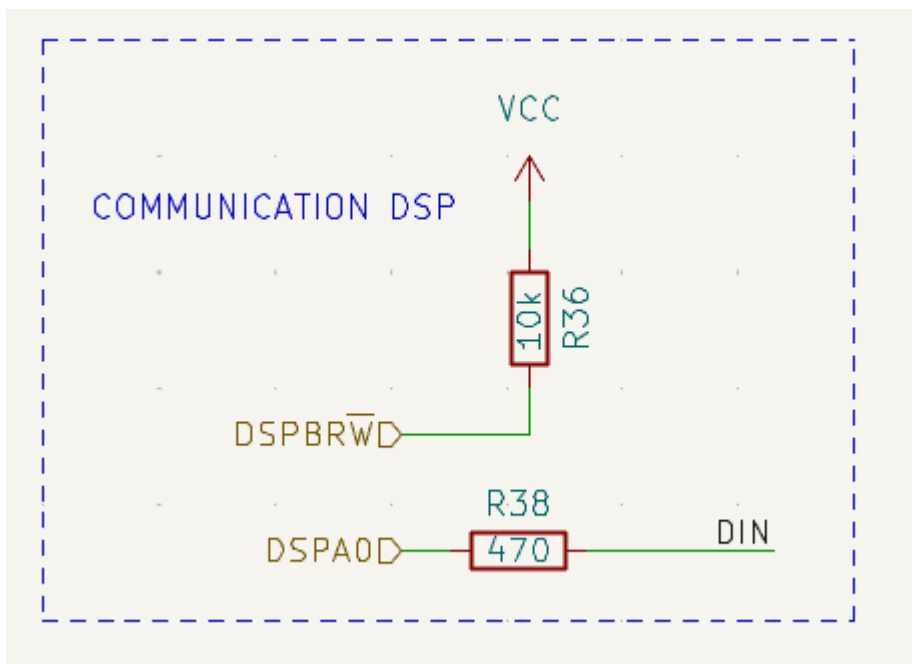 VCC
COMMUNICATION DSP
10k
R36
DSPBRW̅
R38
DSPA0
470
DIN